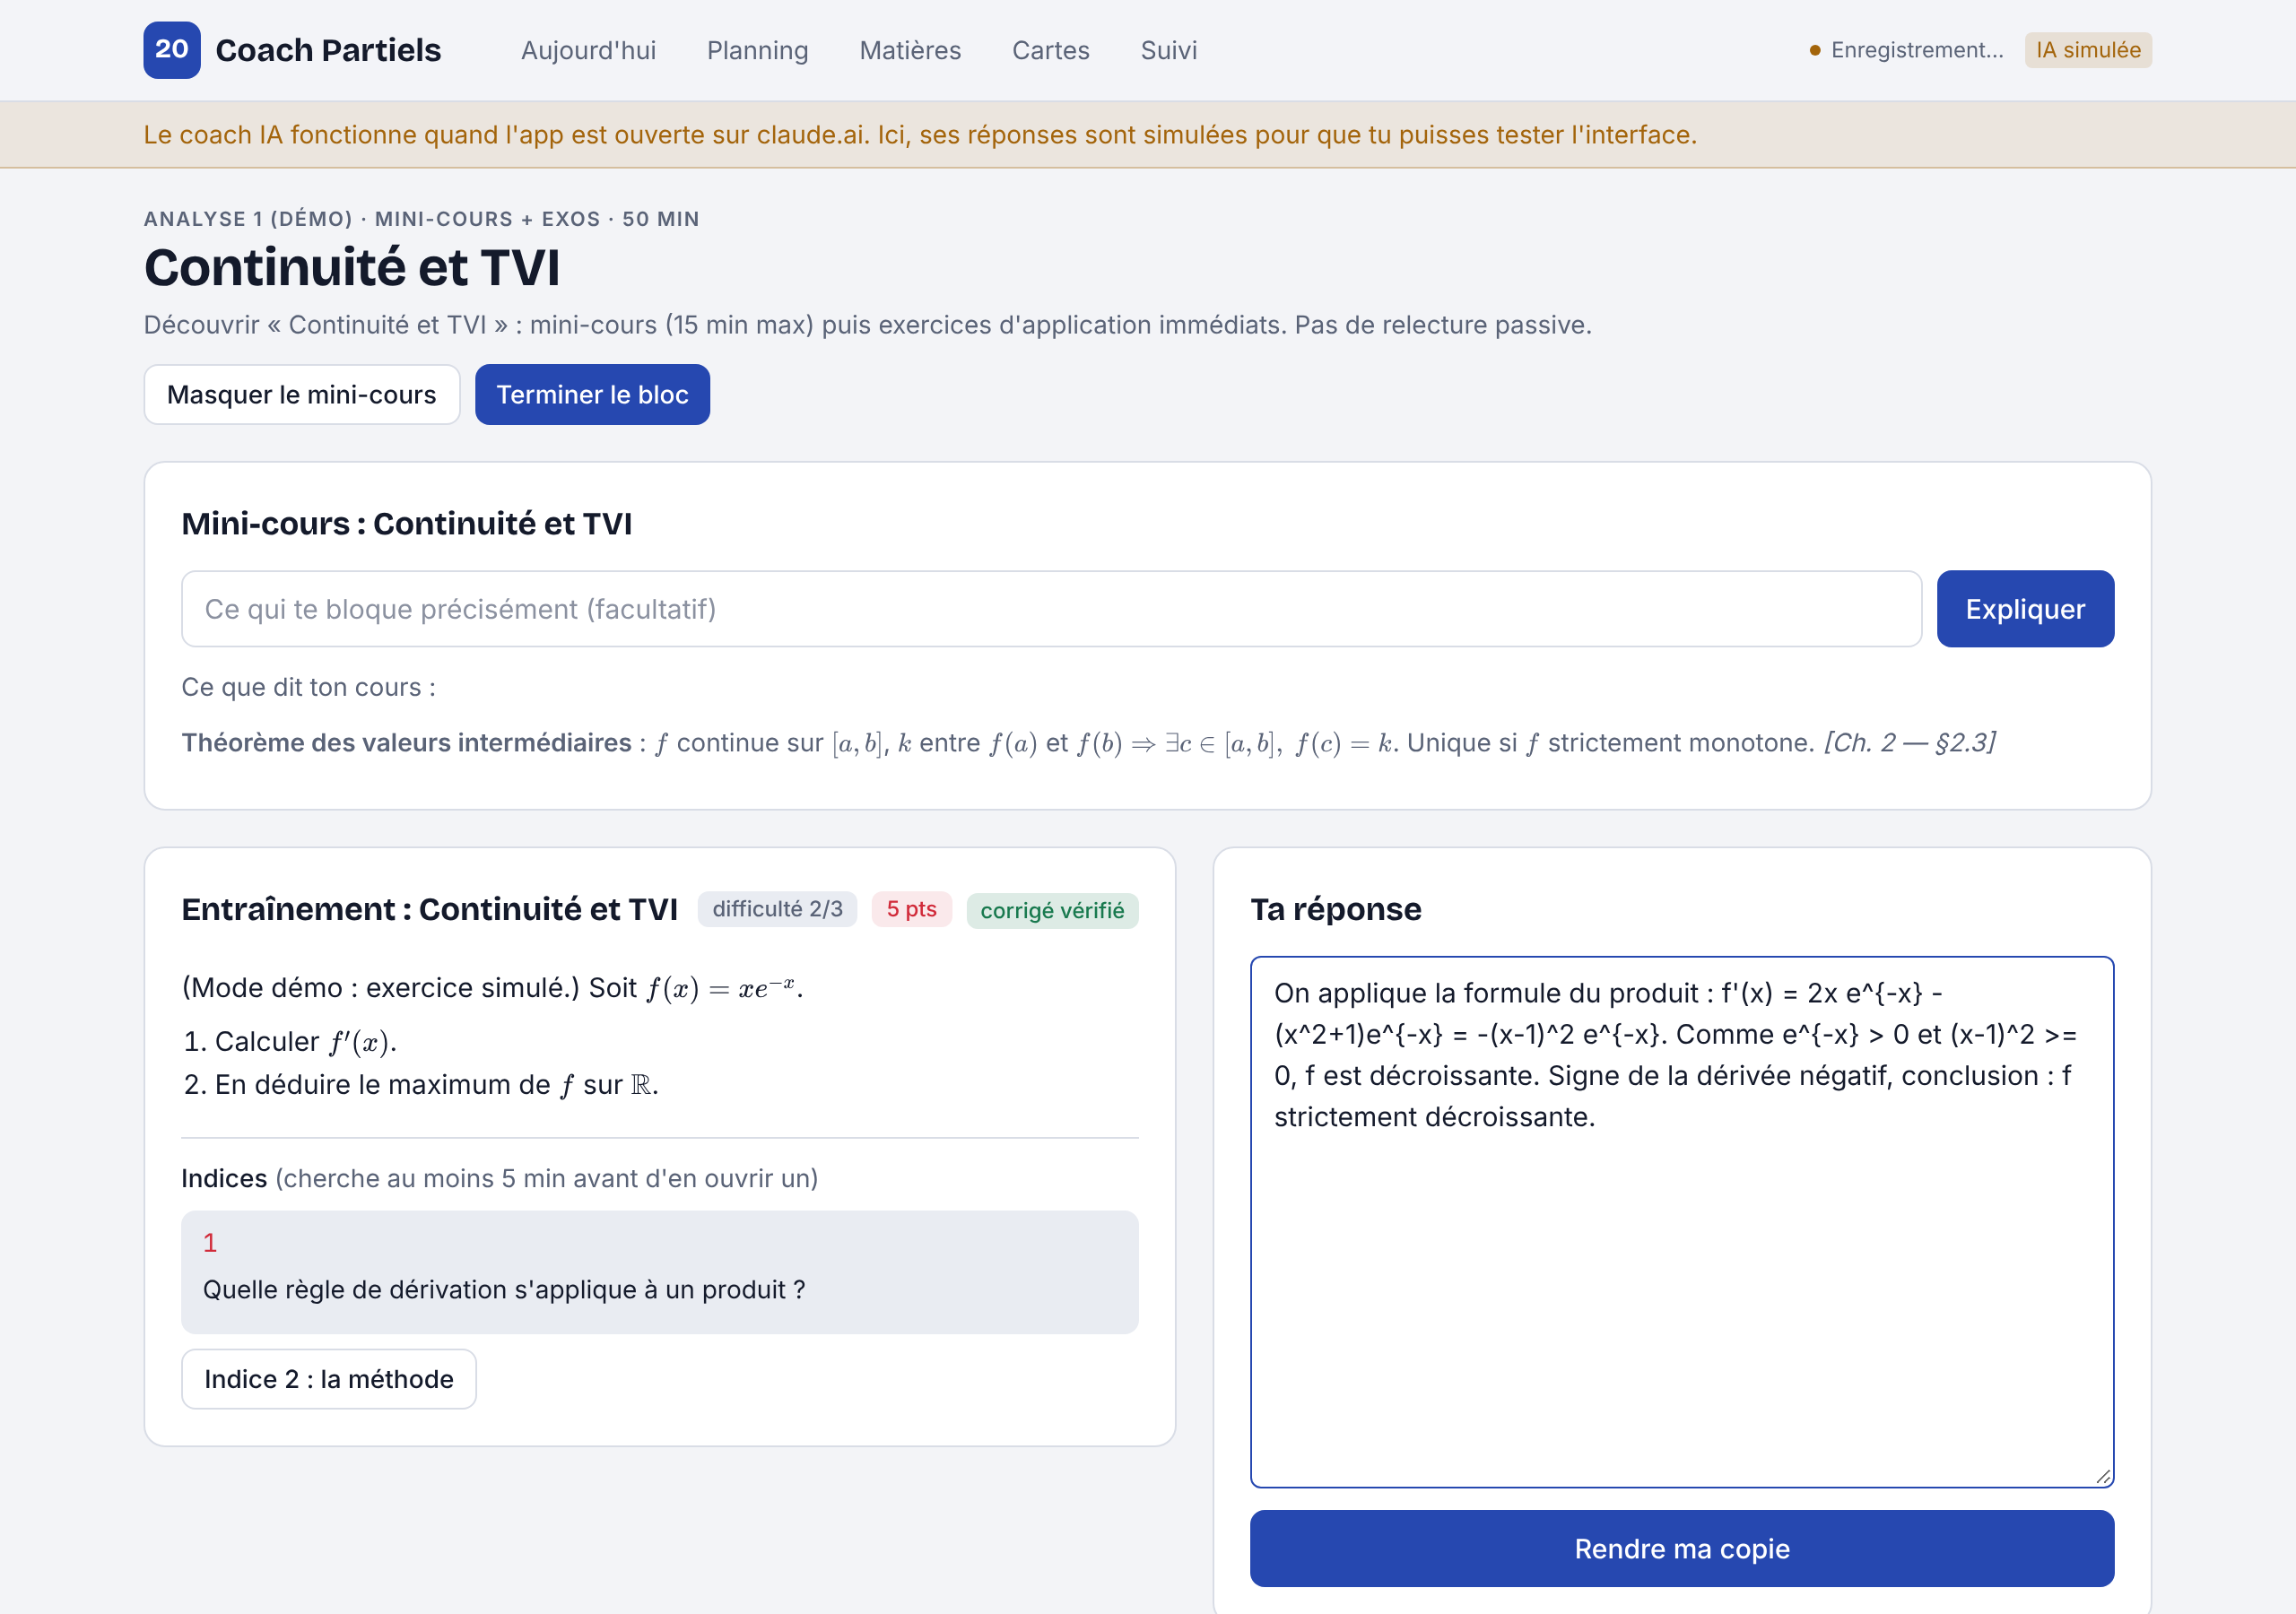 20 Coach Partiels Aujourd'hui Planning Matières Cartes Suivi Enregistrement... IA simulée
Le coach IA fonctionne quand l'app est ouverte sur claude.ai. Ici, ses réponses sont simulées pour que tu puisses tester l'interface.
ANALYSE 1 (DÉMO) · MINI-COURS + EXOS · 50 MIN
Continuité et TVI
Découvrir « Continuité et TVI » : mini-cours (15 min max) puis exercices d'application immédiats. Pas de relecture passive.
Masquer le mini-cours Terminer le bloc
Mini-cours : Continuité et TVI
Ce qui te bloque précisément (facultatif) Expliquer
Ce que dit ton cours :
Théorème des valeurs intermédiaires : f continue sur [a, b], k entre f(a) et f(b) ⇒ ∃c ∈ [a, b], f(c) = k. Unique si f strictement monotone. [Ch. 2 — §2.3]
Entraînement : Continuité et TVI difficulté 2/3 5 pts corrigé vérifié
(Mode démo : exercice simulé.) Soit f(x) = xe⁻ˣ.
1. Calculer f′(x).
2. En déduire le maximum de f sur ℝ.
Indices (cherche au moins 5 min avant d'en ouvrir un)
1
Quelle règle de dérivation s'applique à un produit ?
Indice 2 : la méthode
Ta réponse
On applique la formule du produit : f'(x) = 2x e^{-x} -
(x^2+1)e^{-x} = -(x-1)^2 e^{-x}. Comme e^{-x} > 0 et (x-1)^2 >=
0, f est décroissante. Signe de la dérivée négatif, conclusion : f
strictement décroissante.
Rendre ma copie